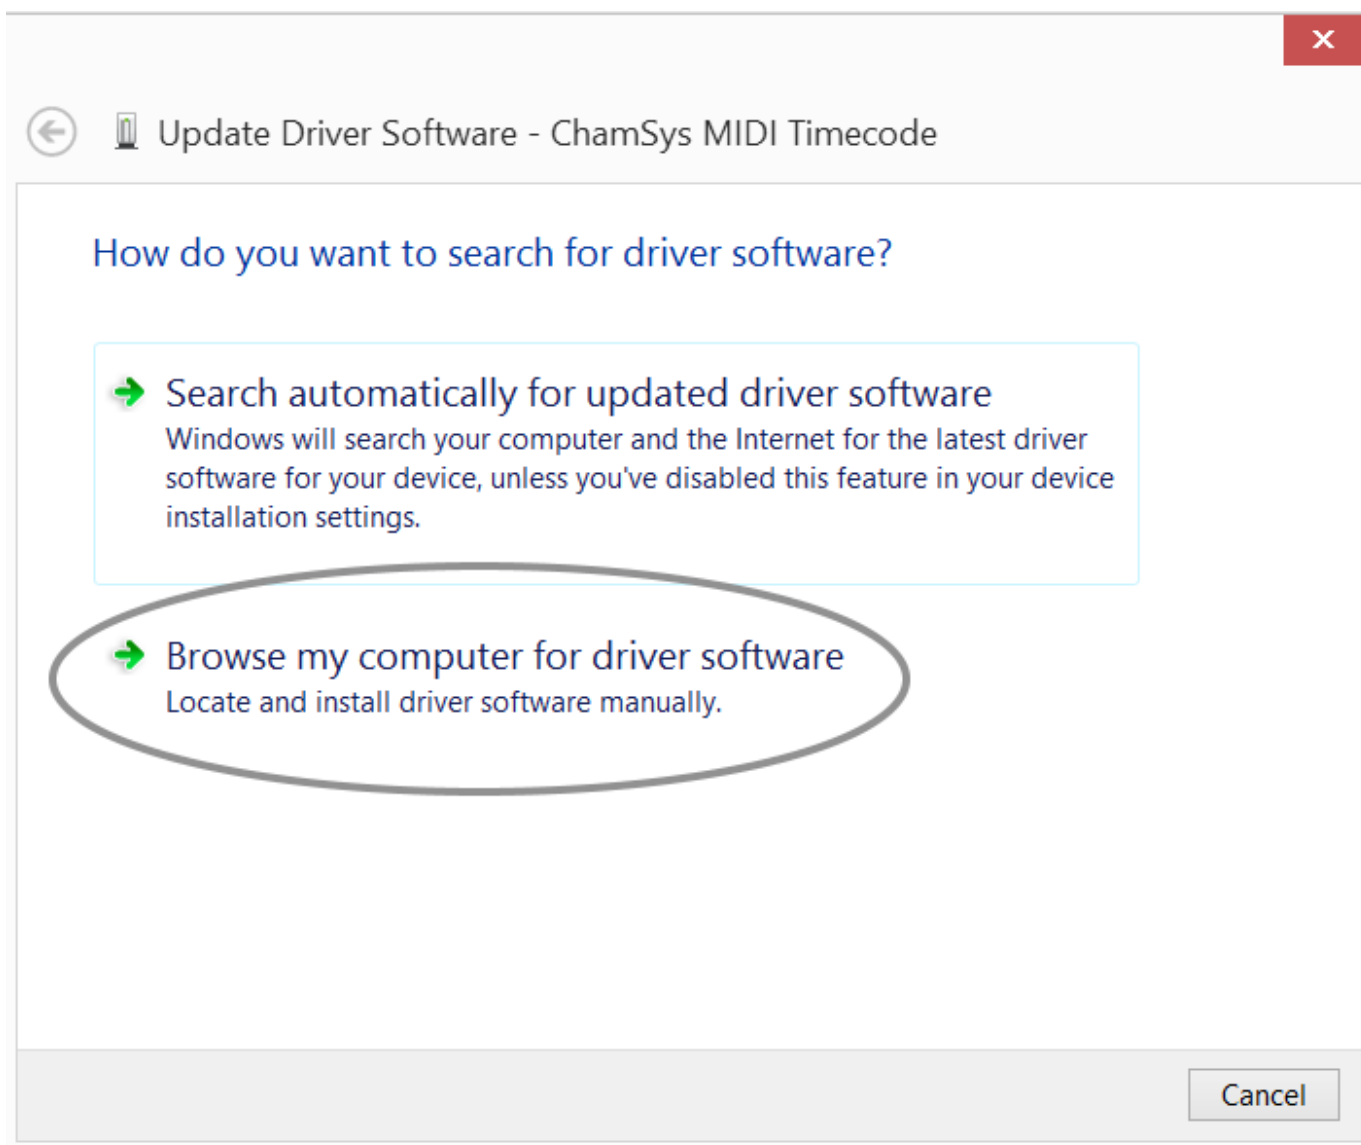 Update Driver Software - ChamSys MIDI Timecode
How do you want to search for driver software?
Search automatically for updated driver software
Windows will search your computer and the Internet for the latest driver
software for your device, unless you've disabled this feature in your device
installation settings.
Browse my computer for driver software
Locate and install driver software manually.
Cancel